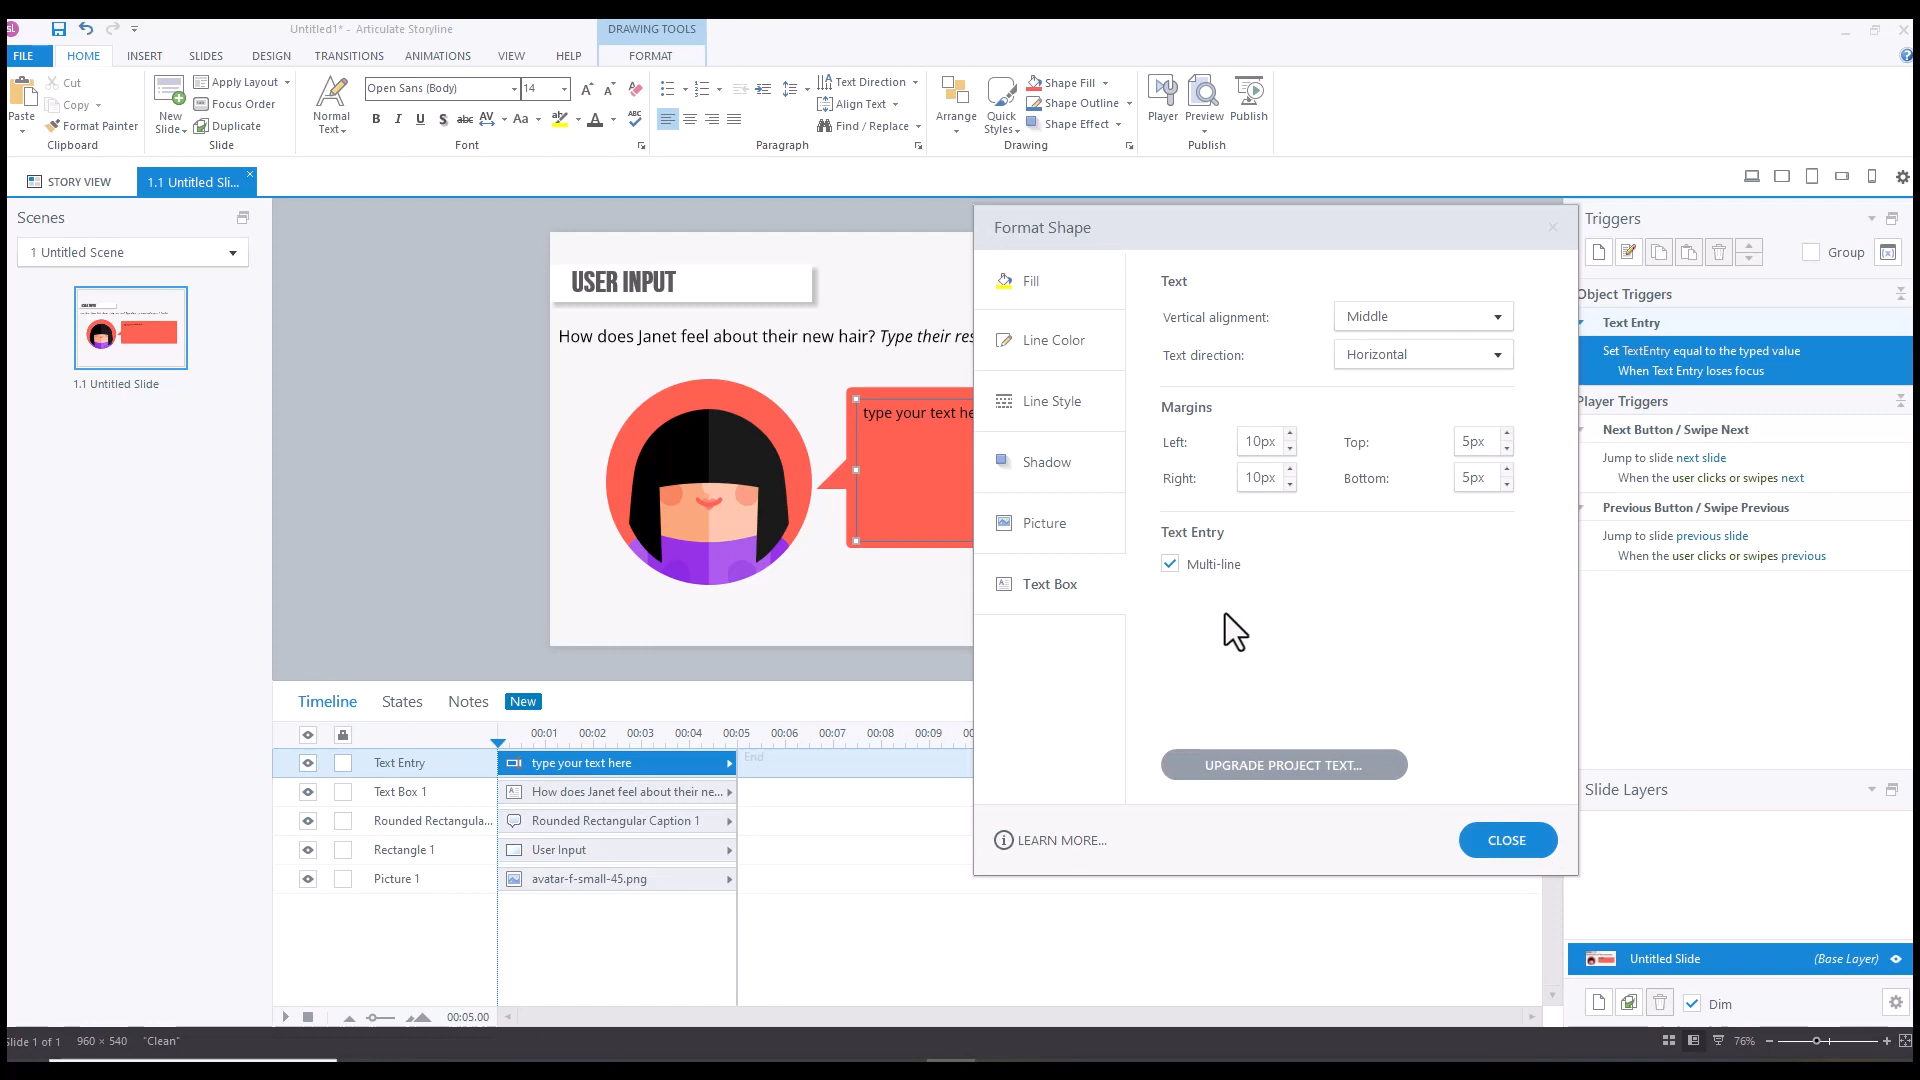 SL
Untitled1* - Articulate Storyline
DRAWING TOOLS
FILE
HOME
INSERT
SLIDES
DESIGN
TRANSITIONS
ANIMATIONS
VIEW
HELP
FORMAT
Paste
Cut
Copy
Format Painter
Clipboard
New
Slide
Apply Layout
Focus Order
Duplicate
Slide
Normal
Text
Open Sans (Body)
14
B I U S abc AV Aa ab A ABC
Font
Text Direction
Align Text
Find / Replace
Paragraph
Arrange
Quick
Styles
Shape Fill
Shape Outline
Shape Effect
Drawing
Player
Preview
Publish
Publish
STORY VIEW
1.1 Untitled Sli...
Scenes
1 Untitled Scene
1.1 Untitled Slide
USER INPUT
How does Janet feel about their new hair? Type their res
type your text he
Format Shape
Fill
Line Color
Line Style
Shadow
Picture
Text Box
Text
Vertical alignment:
Middle
Text direction:
Horizontal
Margins
Left:
10px
Top:
5px
Right:
10px
Bottom:
5px
Text Entry
Multi-line
UPGRADE PROJECT TEXT...
LEARN MORE...
CLOSE
Triggers
Group
Object Triggers
Text Entry
Set TextEntry equal to the typed value
When Text Entry loses focus
Player Triggers
Next Button / Swipe Next
Jump to slide next slide
When the user clicks or swipes next
Previous Button / Swipe Previous
Jump to slide previous slide
When the user clicks or swipes previous
Slide Layers
Untitled Slide
(Base Layer)
Dim
Timeline
States
Notes
New
00:01 00:02 00:03 00:04 00:05 00:06 00:07 00:08 00:09 00
Text Entry
type your text here
End
Text Box 1
How does Janet feel about their ne...
Rounded Rectangula...
Rounded Rectangular Caption 1
Rectangle 1
User Input
Picture 1
avatar-f-small-45.png
00:05.00
Slide 1 of 1
960 × 540
"Clean"
76%